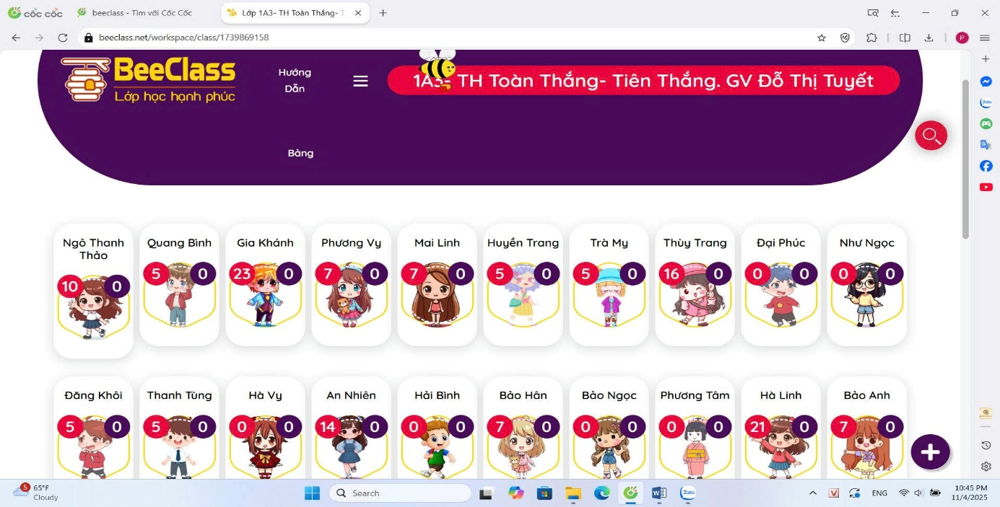 cốc cốc
beeclass - Tìm với Cốc Cốc
Lớp 1A3- TH Toàn Thắng- T
beeclass.net/workspace/class/1739869158
P
BeeClass
Lớp học hạnh phúc
Hướng
Dẫn
1A3- TH Toàn Thắng- Tiên Thắng. GV Đỗ Thị Tuyết
Bảng
Zalo
Ngô Thanh
Thảo
Quang Bình
Gia Khánh
Phương Vy
Mai Linh
Huyền Trang
Trà My
Thùy Trang
Đại Phúc
Như Ngọc
10 0
5 0
23 0
7 0
7 0
5 0
5 0
16 0
0 0
0 0
Đăng Khôi
Thanh Tùng
Hà Vy
An Nhiên
Hải Bình
Bảo Hân
Bảo Ngọc
Phương Tâm
Hà Linh
Bảo Anh
5 0
5 0
0 0
14 0
0 0
7 0
0 0
0 0
21 0
7 0
5
65°F
Cloudy
Search
Zalo
V
ENG
10:45 PM
11/4/2025